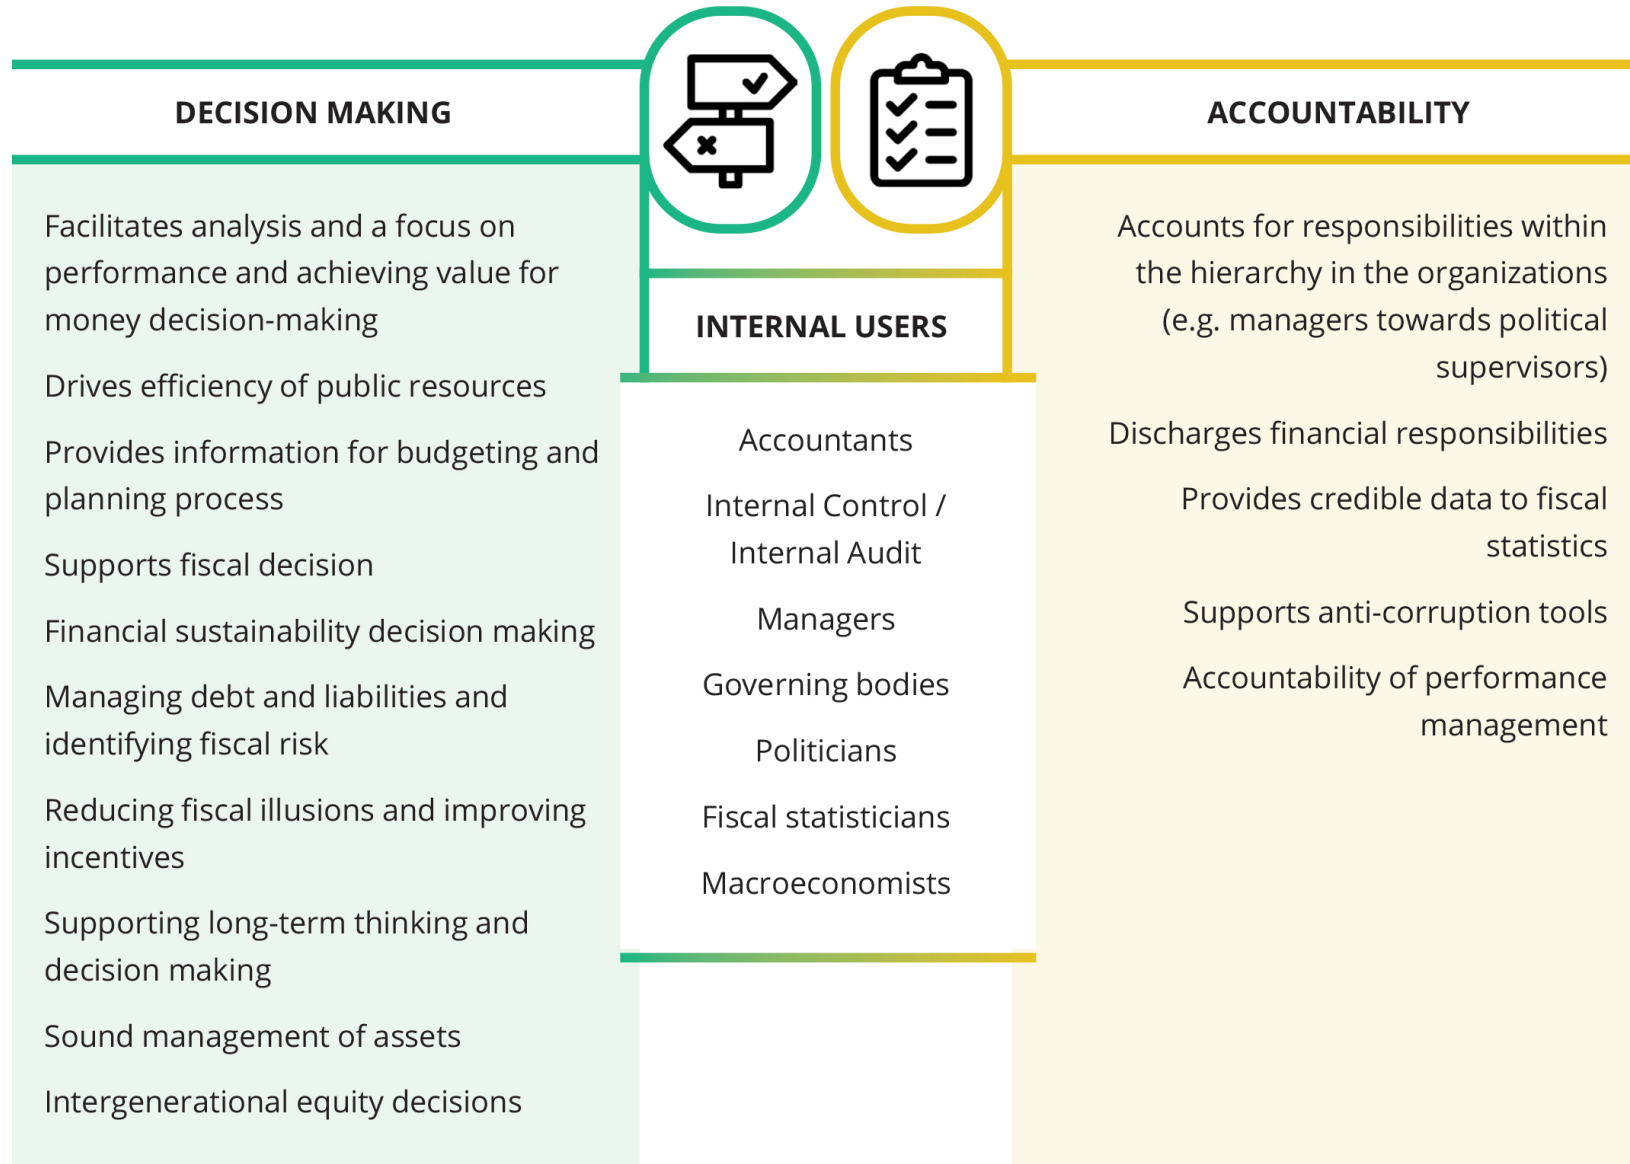 DECISION MAKING
Facilitates analysis and a focus on
performance and achieving value for
money decision-making
Drives efficiency of public resources
Provides information for budgeting and
planning process
Supports fiscal decision
Financial sustainability decision making
Managing debt and liabilities and
identifying fiscal risk
Reducing fiscal illusions and improving
incentives
Supporting long-term thinking and
decision making
Sound management of assets
Intergenerational equity decisions
INTERNAL USERS
Accountants
Internal Control /
Internal Audit
Managers
Governing bodies
Politicians
Fiscal statisticians
Macroeconomists
ACCOUNTABILITY
Accounts for responsibilities within
the hierarchy in the organizations
(e.g. managers towards political
supervisors)
Discharges financial responsibilities
Provides credible data to fiscal
statistics
Supports anti-corruption tools
Accountability of performance
management